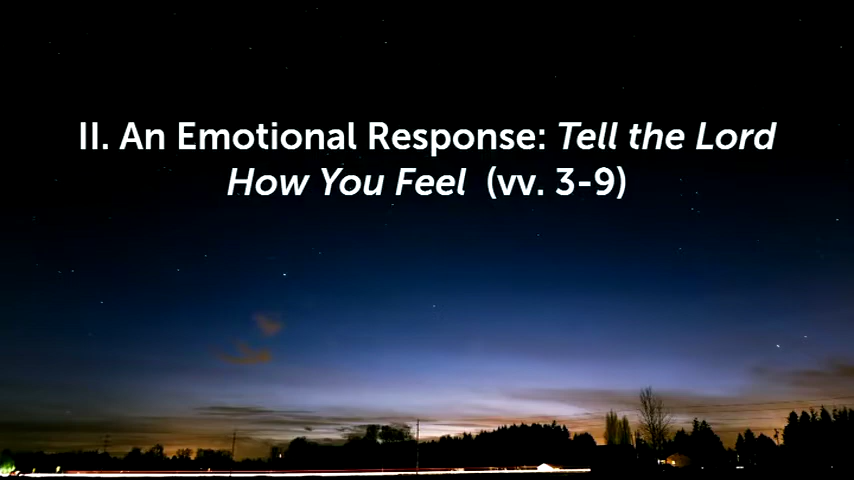 II. An Emotional Response: Tell the Lord
How You Feel (vv. 3-9)